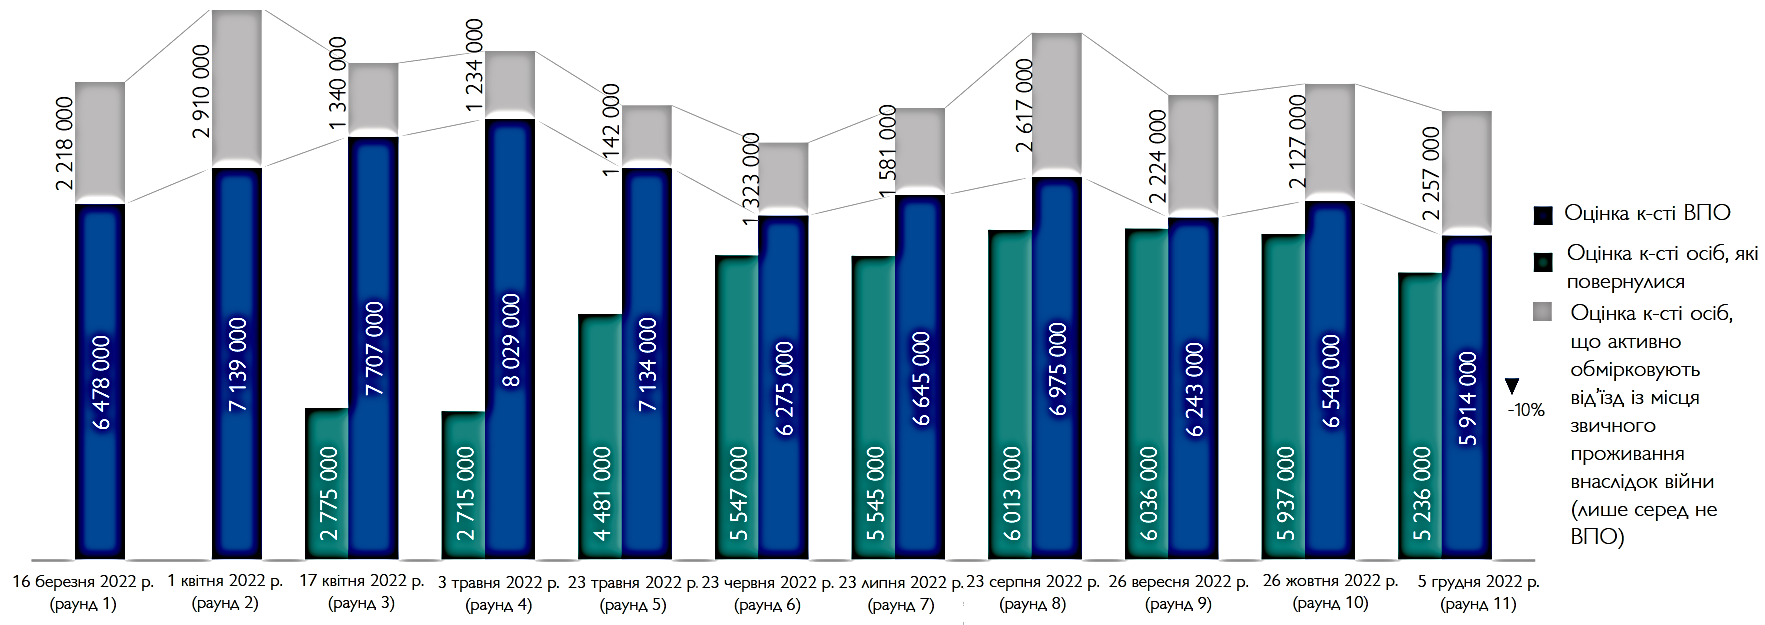 2 218 000
2 910 000
1 340 000
1 234 000
1 142 000
1 323 000
1 581 000
2 617 000
2 224 000
2 127 000
2 257 000
6 478 000
7 139 000
2 775 000
7 707 000
2 715 000
8 029 000
4 481 000
7 134 000
5 547 000
6 275 000
5 545 000
6 645 000
6 013 000
6 975 000
6 036 000
6 243 000
5 937 000
6 540 000
5 236 000
5 914 000
-10%
Оцінка к-сті ВПО
Оцінка к-сті осіб, які
повернулися
Оцінка к-сті осіб,
що активно
обмірковують
від'їзд із місця
звичного
проживання
внаслідок війни
(лише серед не
ВПО)
16 березня 2022 р.
(раунд 1)
1 квітня 2022 р.
(раунд 2)
17 квітня 2022 р.
(раунд 3)
3 травня 2022 р.
(раунд 4)
23 травня 2022 р.
(раунд 5)
23 червня 2022 р.
(раунд 6)
23 липня 2022 р.
(раунд 7)
23 серпня 2022 р.
(раунд 8)
26 вересня 2022 р.
(раунд 9)
26 жовтня 2022 р.
(раунд 10)
5 грудня 2022 р.
(раунд 11)